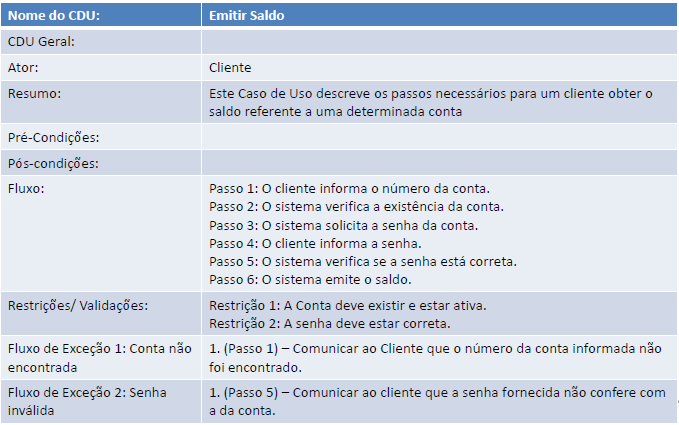 Nome do CDU: Emitir Saldo
CDU Geral:
Ator: Cliente
Resumo: Este Caso de Uso descreve os passos necessários para um cliente obter o
saldo referente a uma determinada conta
Pré-Condições:
Pós-condições:
Fluxo: Passo 1: O cliente informa o número da conta.
Passo 2: O sistema verifica a existência da conta.
Passo 3: O sistema solicita a senha da conta.
Passo 4: O cliente informa a senha.
Passo 5: O sistema verifica se a senha está correta.
Passo 6: O sistema emite o saldo.
Restrições/ Validações: Restrição 1: A Conta deve existir e estar ativa.
Restrição 2: A senha deve estar correta.
Fluxo de Exceção 1: Conta não encontrada 1. (Passo 1) – Comunicar ao Cliente que o número da conta informada não
foi encontrado.
Fluxo de Exceção 2: Senha inválida 1. (Passo 5) – Comunicar ao cliente que a senha fornecida não confere com
a da conta.